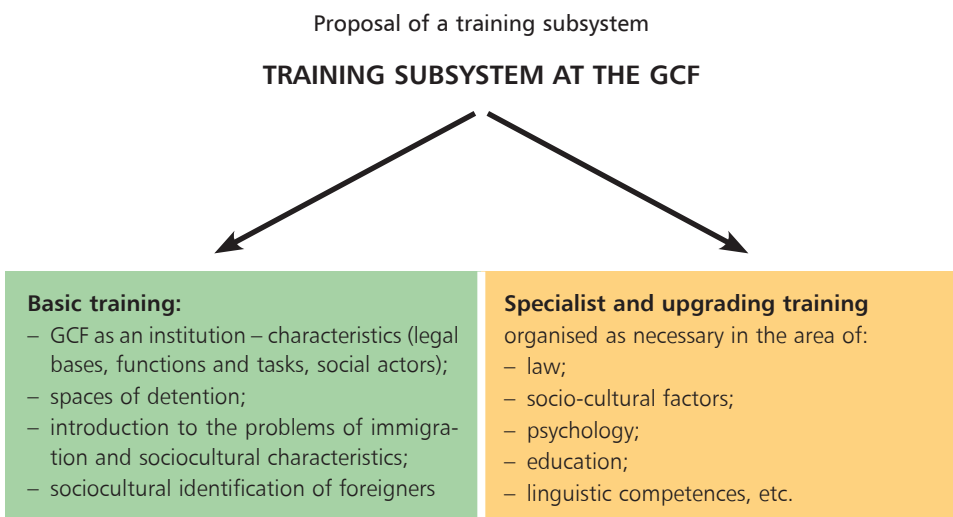 Proposal of a training subsystem
TRAINING SUBSYSTEM AT THE GCF
Basic training:
– GCF as an institution – characteristics (legal
bases, functions and tasks, social actors);
– spaces of detention;
– introduction to the problems of immigra-
tion and sociocultural characteristics;
– sociocultural identification of foreigners
Specialist and upgrading training
organised as necessary in the area of:
– law;
– socio-cultural factors;
– psychology;
– education;
– linguistic competences, etc.